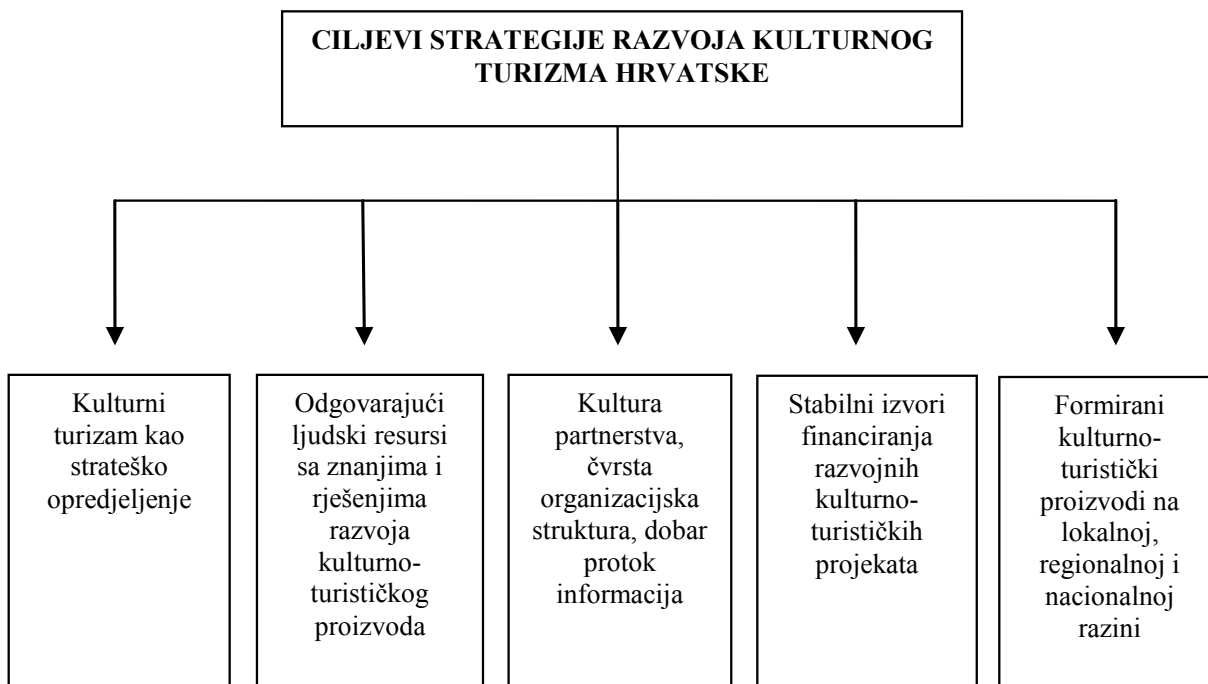 CILJEVI STRATEGIJE RAZVOJA KULTURNOG
TURIZMA HRVATSKE
Kulturni
turizam kao
strateško
opredjeljenje
Odgovarajući
ljudski resursi
sa znanjima i
rješenjima
razvoja
kulturno-
turističkog
proizvoda
Kultura
partnerstva,
čvrsta
organizacijska
struktura, dobar
protok
informacija
Stabilni izvori
financiranja
razvojnih
kulturno-
turističkih
projekata
Formirani
kulturno-
turistički
proizvodi na
lokalnoj,
regionalnoj i
nacionalnoj
razini